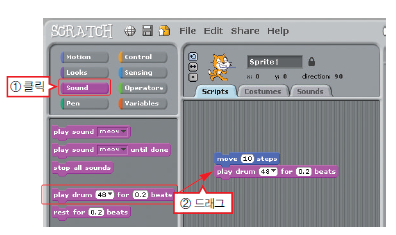 SCRATCH File Edit Share Help
Motion Control
Looks Sensing
Sound Operators
Pen Variables
① 클릭
Sprite1
x: 0 y: 0 direction: 90
Scripts Costumes Sounds
play sound meow
play sound meow until done
stop all sounds
play drum 48 for 0.2 beats
rest for 0.2 beats
move 10 steps
play drum 48 for 0.2 beats
② 드래그